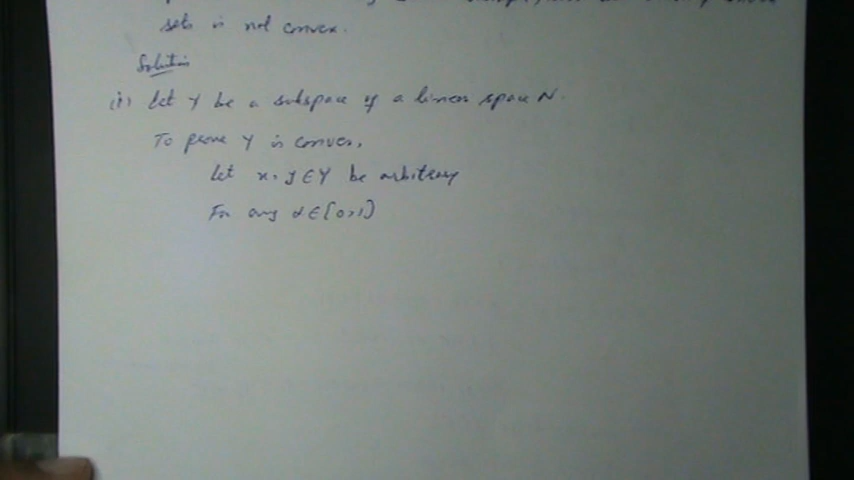 sets is not convex.
Solution
(i) Let Y be a subspace of a linear space N.
To prove Y is convex,
Let x, y ∈ Y be arbitrary
For any α ∈ [0,1]